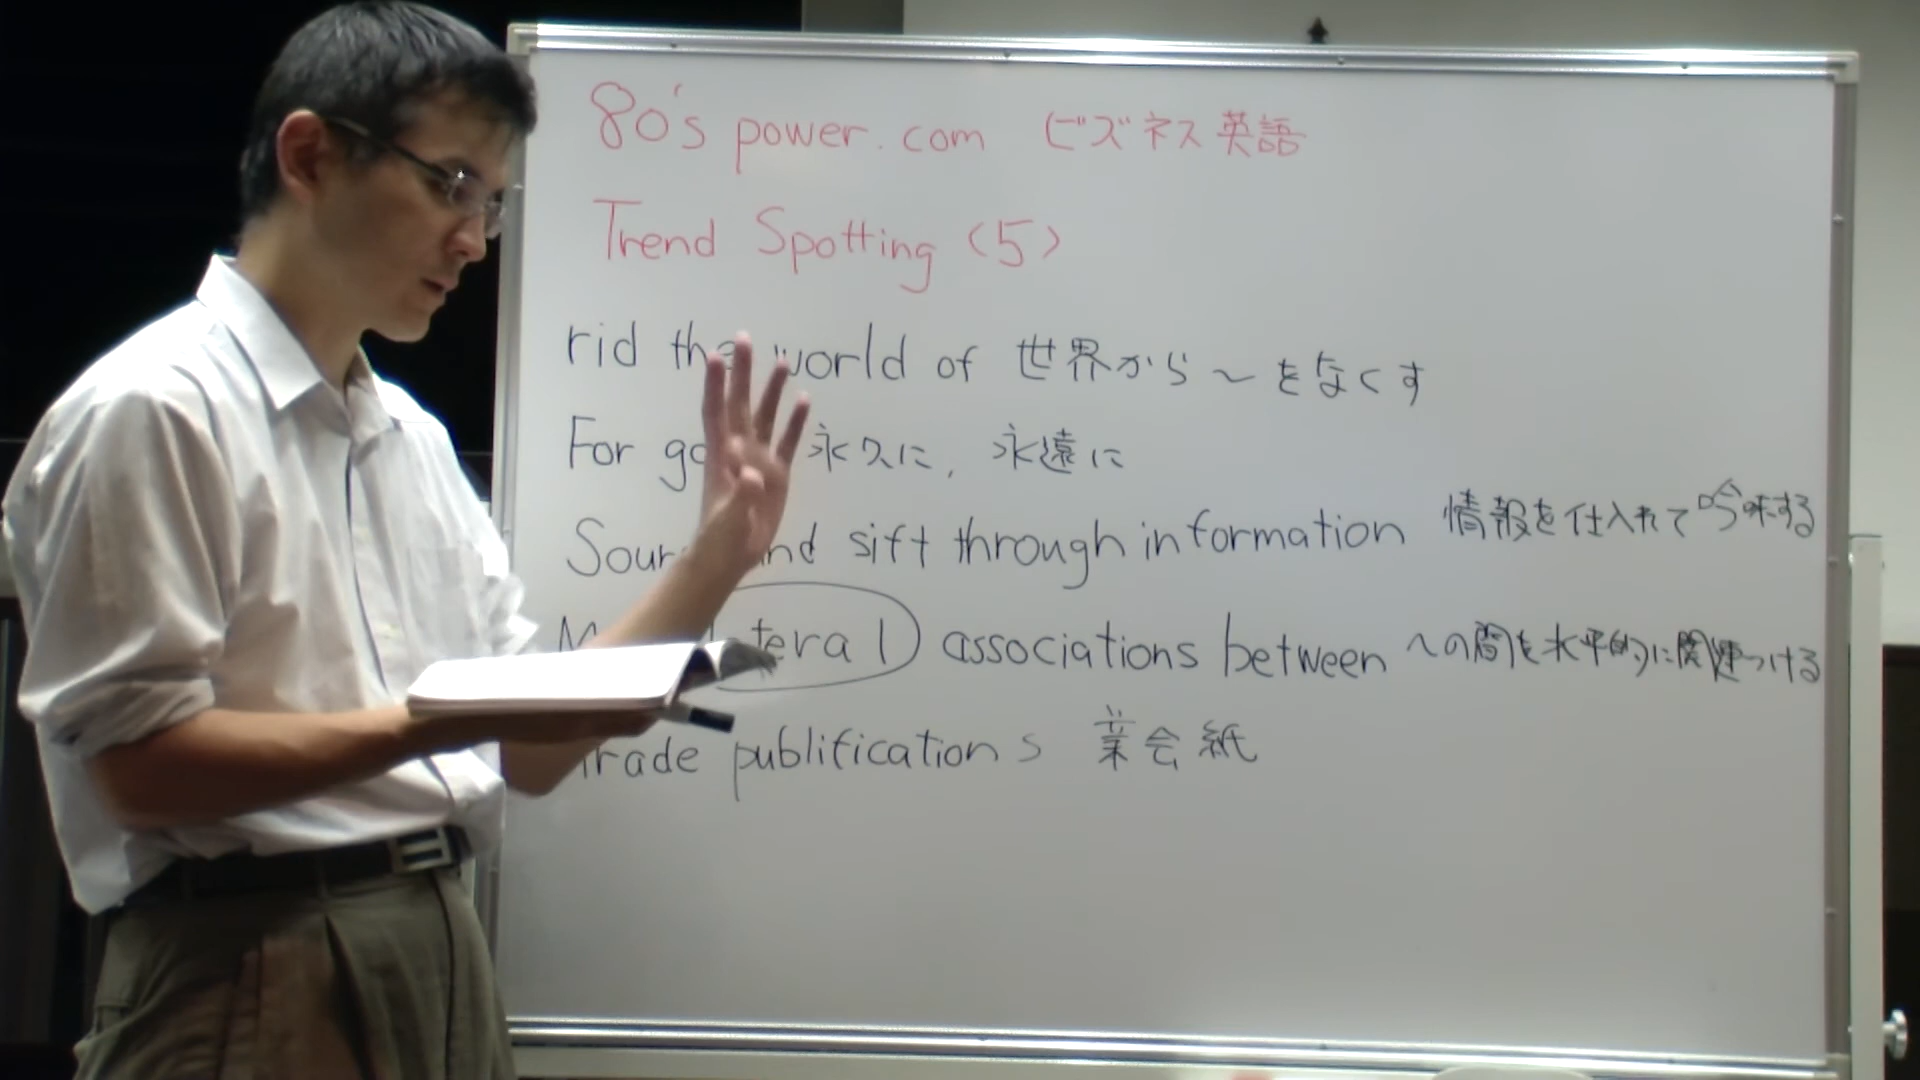 80's power.com ビズネス英語
Trend Spotting (5)
rid the world of 世界から〜をなくす
For 永久に, 永遠に
sift through information 情報を仕入れて吟味する
associations between への間を水平的に関連つける
Trade publifications 業会紙